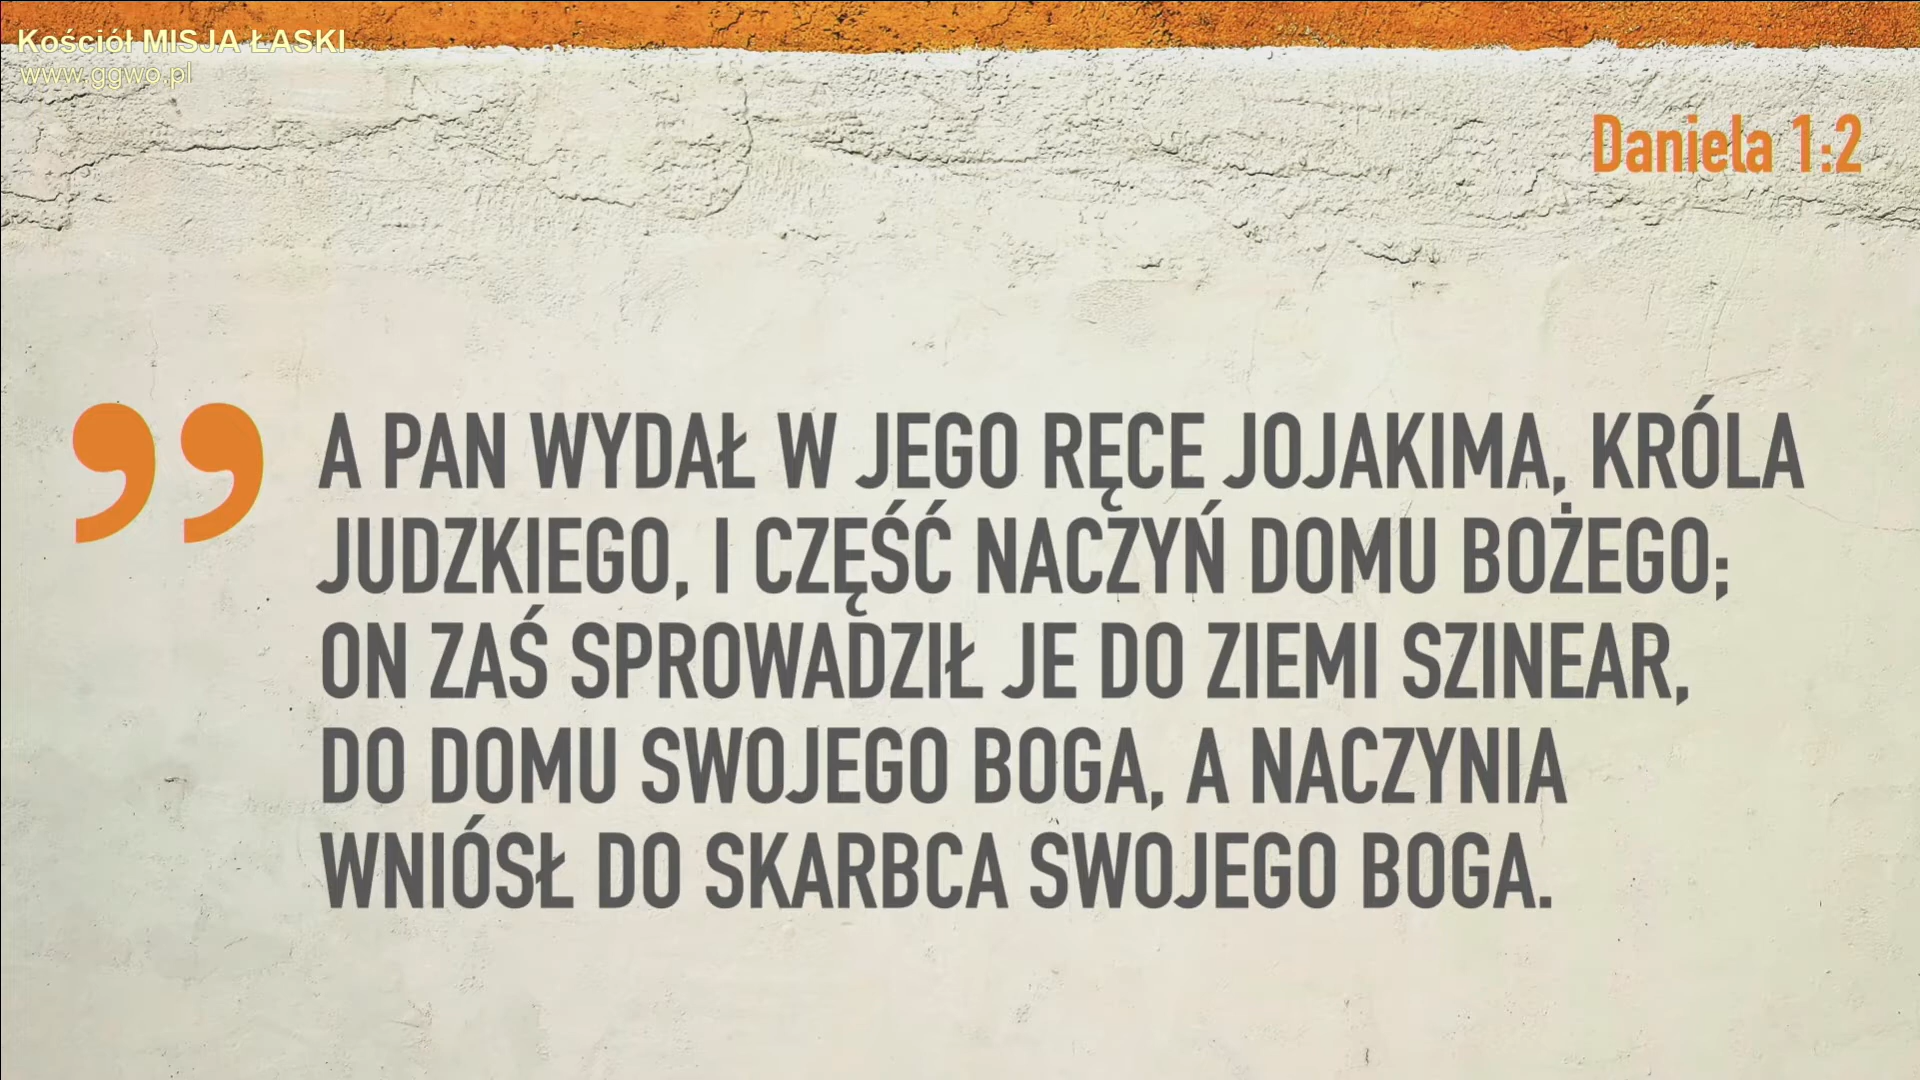 Kościół MISJA ŁASKI
www.ggwo.pl
Daniela 1:2
” A PAN WYDAŁ W JEGO RĘCE JOJAKIMA, KRÓLA
JUDZKIEGO, I CZĘŚĆ NACZYŃ DOMU BOŻEGO;
ON ZAŚ SPROWADZIŁ JE DO ZIEMI SZINEAR,
DO DOMU SWOJEGO BOGA, A NACZYNIA
WNIÓSŁ DO SKARBCA SWOJEGO BOGA.